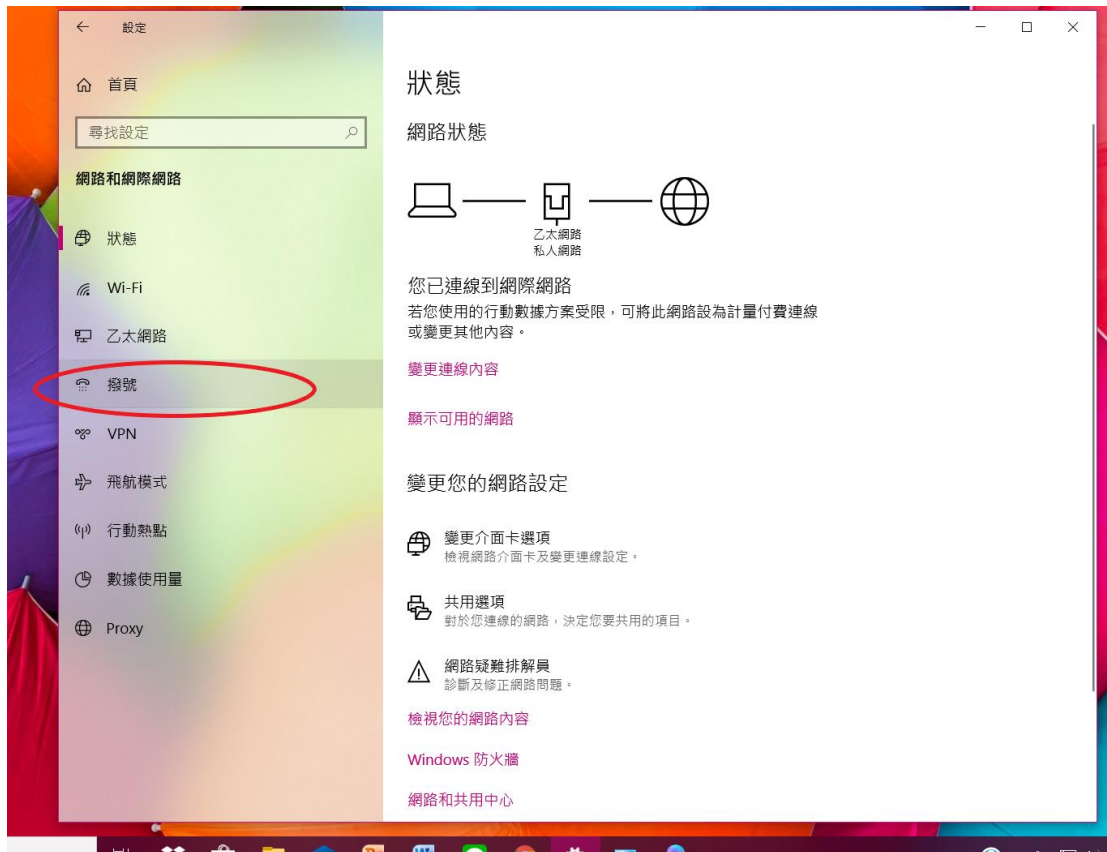 設定
首頁
尋找設定
網路和網際網路
狀態
Wi-Fi
乙太網路
撥號
VPN
飛航模式
行動熱點
數據使用量
Proxy
狀態
網路狀態
乙太網路
私人網路
您已連線到網際網路
若您使用的行動數據方案受限，可將此網路設為計量付費連線
或變更其他內容。
變更連線內容
顯示可用的網路
變更您的網路設定
變更介面卡選項
檢視網路介面卡及變更連線設定。
共用選項
對於您連線的網路，決定您要共用的項目。
網路疑難排解員
診斷及修正網路問題。
檢視您的網路內容
Windows 防火牆
網路和共用中心